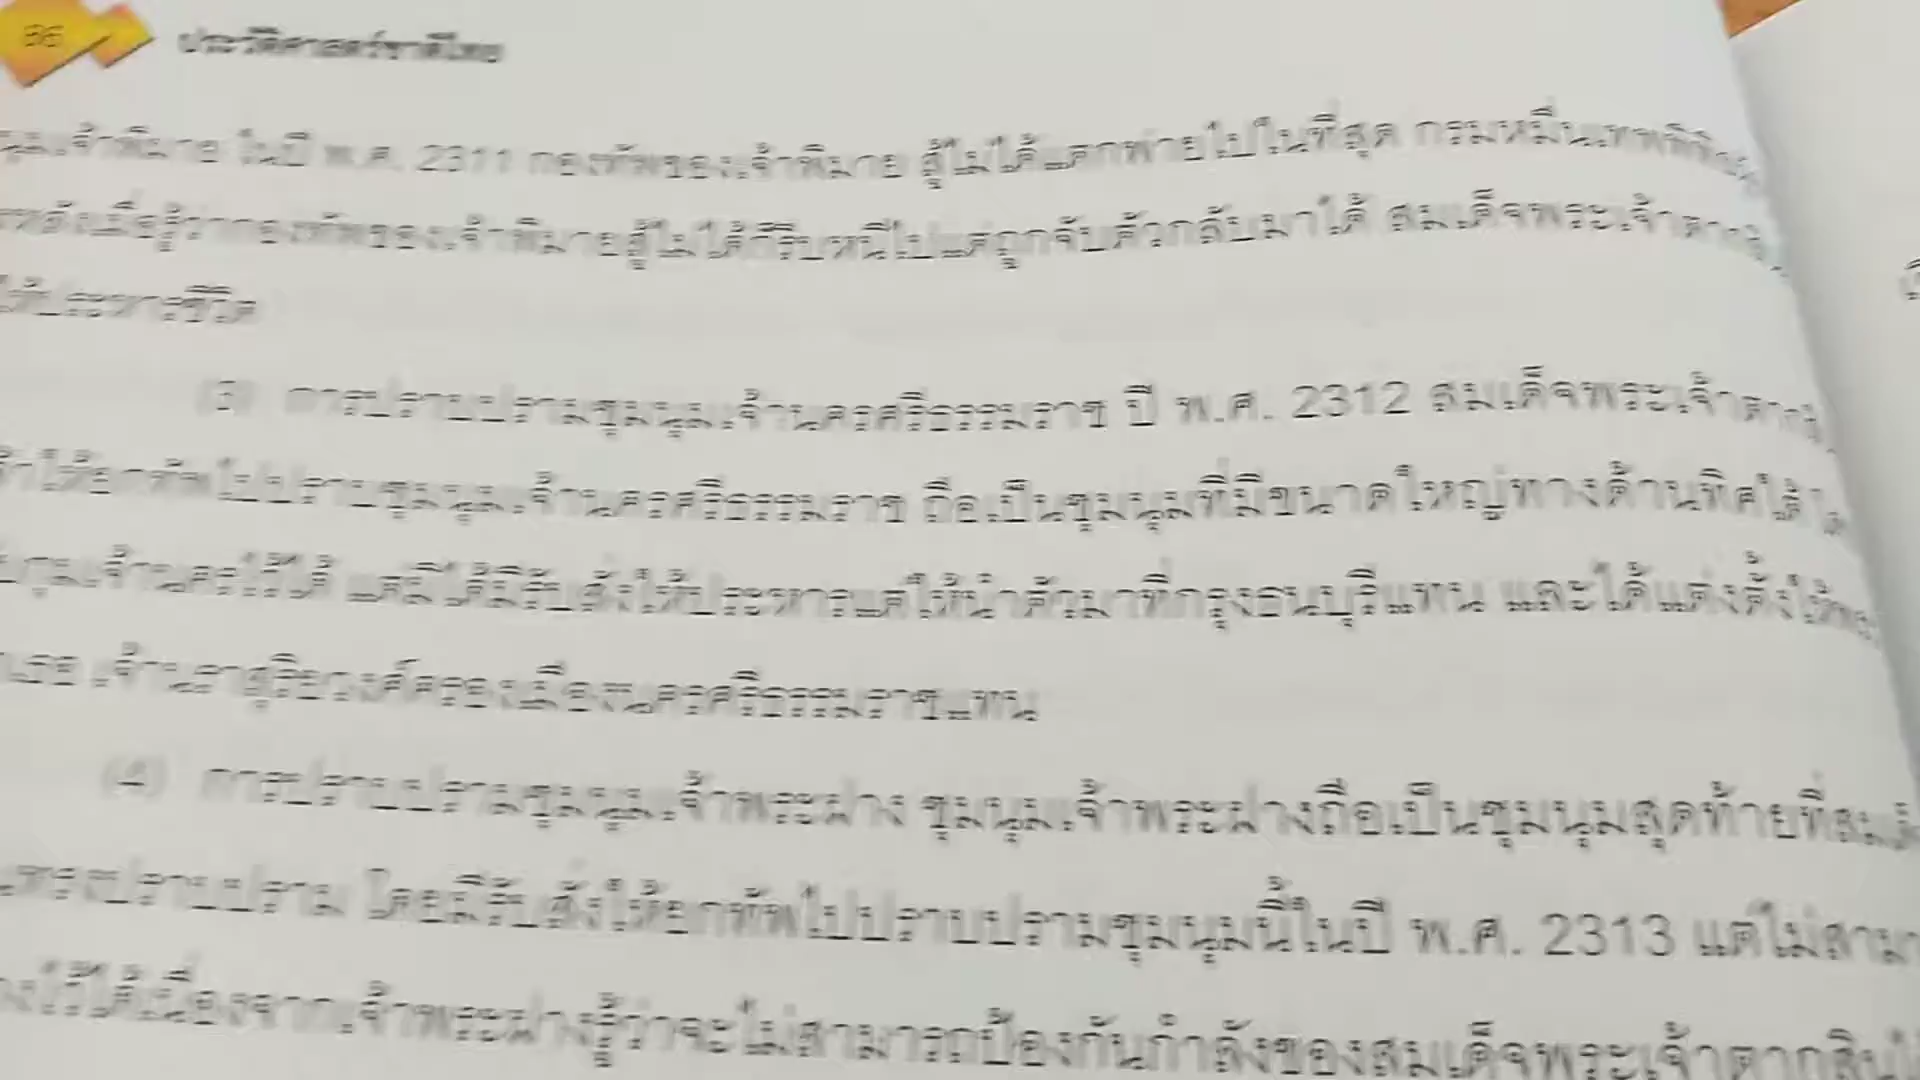 86 ประวัติศาสตร์ชาติไทย
เจ้าพิมาย ในปี พ.ศ. 2311 กองทัพของเจ้าพิมาย สู้ไม่ได้แตกพ่ายไปในที่สุด กรมหมื่นเทพพิพิธ
เมื่อรู้ว่ากองทัพของเจ้าพิมายสู้ไม่ได้ก็รีบหนีไปแต่ถูกจับตัวกลับมาได้ สมเด็จพระเจ้าตาก
ให้ประหารชีวิต
(3) การปราบปรามชุมนุมเจ้านครศรีธรรมราช ปี พ.ศ. 2312 สมเด็จพระเจ้าตาก
ให้ยกทัพไปปราบชุมนุมเจ้านครศรีธรรมราช ถือเป็นชุมนุมที่มีขนาดใหญ่ทางด้านทิศใต้
กุมเจ้านครไว้ได้ แต่มิได้มีรับสั่งให้ประหารแต่ให้นำตัวมาที่กรุงธนบุรีแทน และได้แต่งตั้งให้
เธอ เจ้านราสุริยวงศ์ครองเมืองนครศรีธรรมราชแทน
(4) การปราบปรามชุมนุมเจ้าพระฝาง ชุมนุมเจ้าพระฝางถือเป็นชุมนุมสุดท้ายที่สมเด็จ
ทรงปราบปราม โดยมีรับสั่งให้ยกทัพไปปราบปรามชุมนุมนี้ในปี พ.ศ. 2313 แต่ไม่สามา
ไว้ได้เนื่องจากเจ้าพระฝางรู้ว่าจะไม่สามารถป้องกันกำลังของสมเด็จพระเจ้าตากสิน